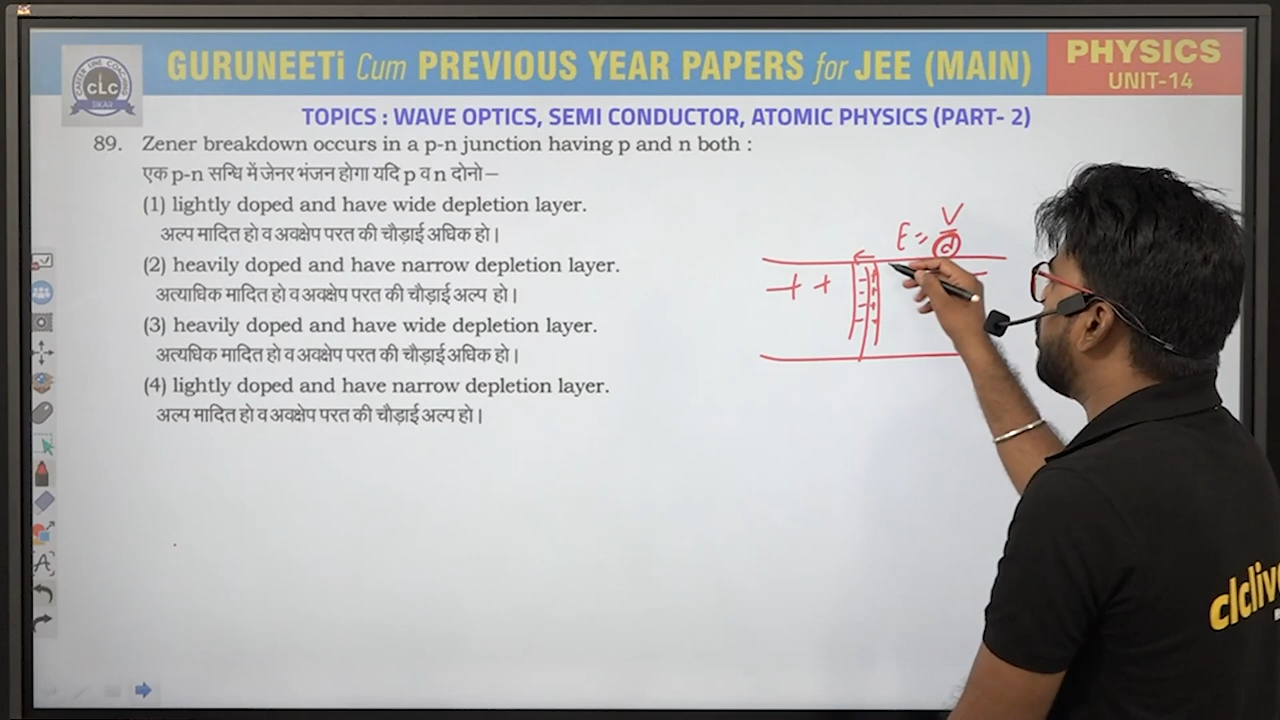 GURUNEETi Cum PREVIOUS YEAR PAPERS for JEE (MAIN)
PHYSICS
UNIT-14
CAREER LINE COACHING
CLC
SIKAR
TOPICS : WAVE OPTICS, SEMI CONDUCTOR, ATOMIC PHYSICS (PART- 2)
89. Zener breakdown occurs in a p-n junction having p and n both :
एक p-n सन्धि में जेनर भंजन होगा यदि p व n दोनो –
(1) lightly doped and have wide depletion layer.
अल्प मादित हो व अवक्षेप परत की चौड़ाई अधिक हो।
(2) heavily doped and have narrow depletion layer.
अत्याधिक मादित हो व अवक्षेप परत की चौड़ाई अल्प हो।
(3) heavily doped and have wide depletion layer.
अत्यधिक मादित हो व अवक्षेप परत की चौड़ाई अधिक हो।
(4) lightly doped and have narrow depletion layer.
अल्प मादित हो व अवक्षेप परत की चौड़ाई अल्प हो।
E = V
d
+ +